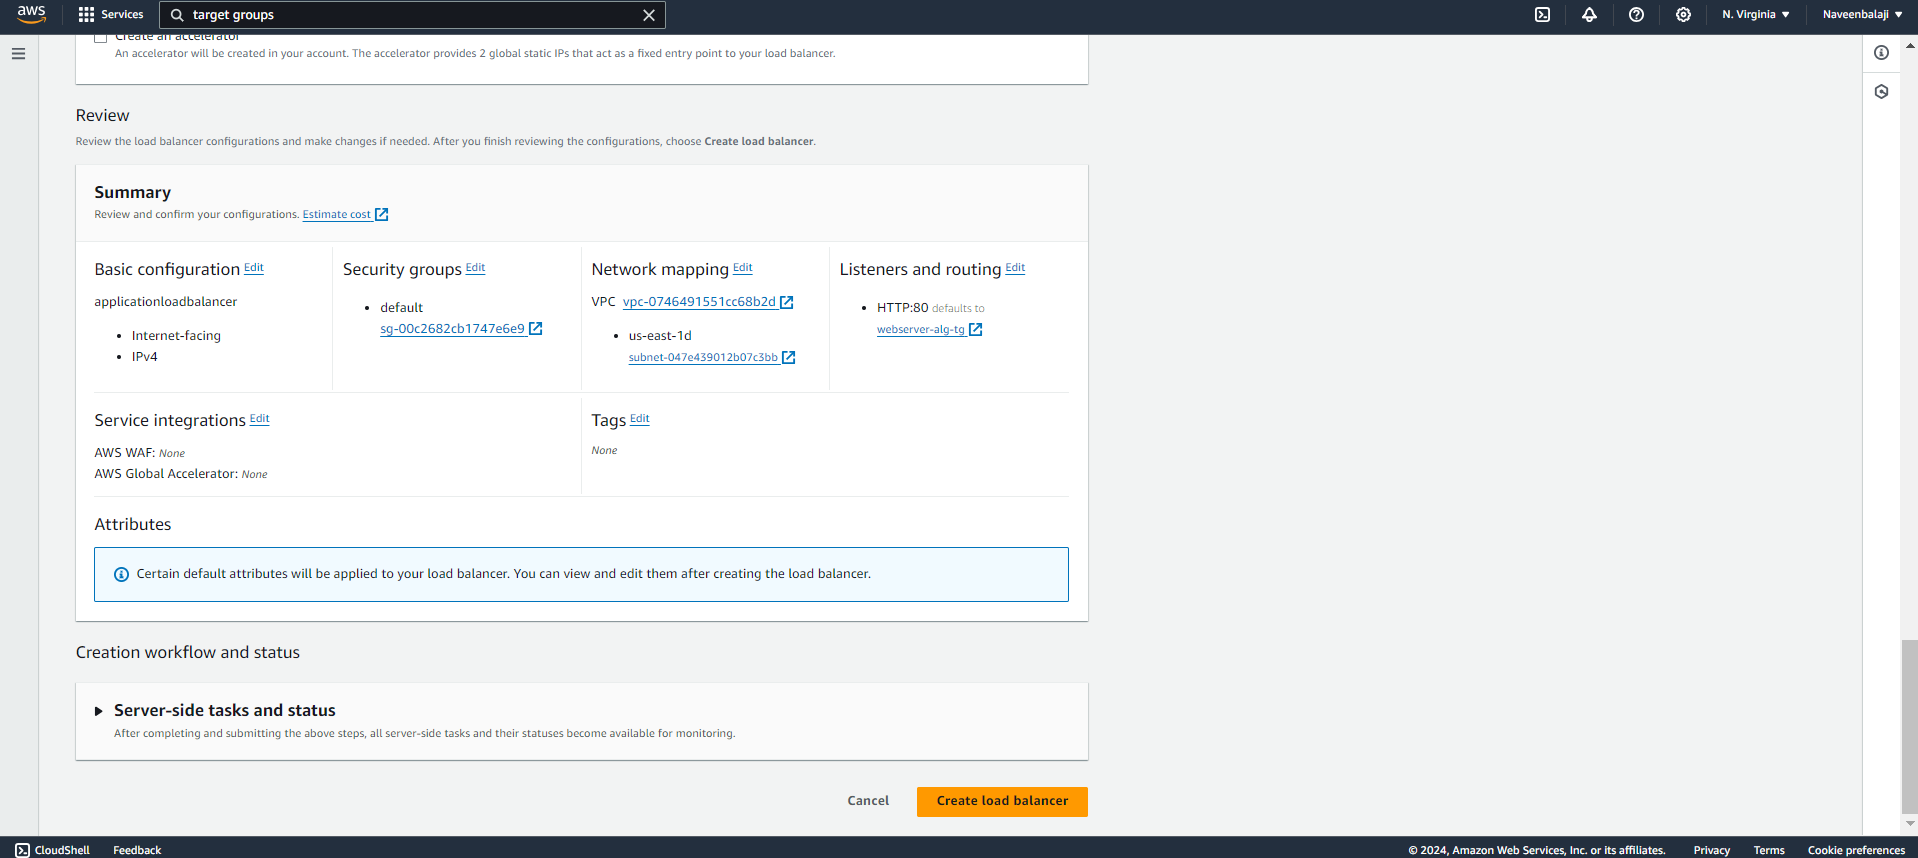 aws Services target groups N. Virginia Naveenbalaji
Create an accelerator
An accelerator will be created in your account. The accelerator provides 2 global static IPs that act as a fixed entry point to your load balancer.
Review
Review the load balancer configurations and make changes if needed. After you finish reviewing the configurations, choose Create load balancer.
Summary
Review and confirm your configurations. Estimate cost
Basic configuration Edit
applicationloadbalancer
• Internet-facing
• IPv4
Security groups Edit
• default
sg-00c2682cb1747e6e9
Network mapping Edit
VPC vpc-0746491551cc68b2d
• us-east-1d
subnet-047e439012b07c3bb
Listeners and routing Edit
• HTTP:80 defaults to
webserver-alg-tg
Service integrations Edit
AWS WAF: None
AWS Global Accelerator: None
Tags Edit
None
Attributes
Certain default attributes will be applied to your load balancer. You can view and edit them after creating the load balancer.
Creation workflow and status
Server-side tasks and status
After completing and submitting the above steps, all server-side tasks and their statuses become available for monitoring.
Cancel Create load balancer
CloudShell Feedback © 2024, Amazon Web Services, Inc. or its affiliates. Privacy Terms Cookie preferences